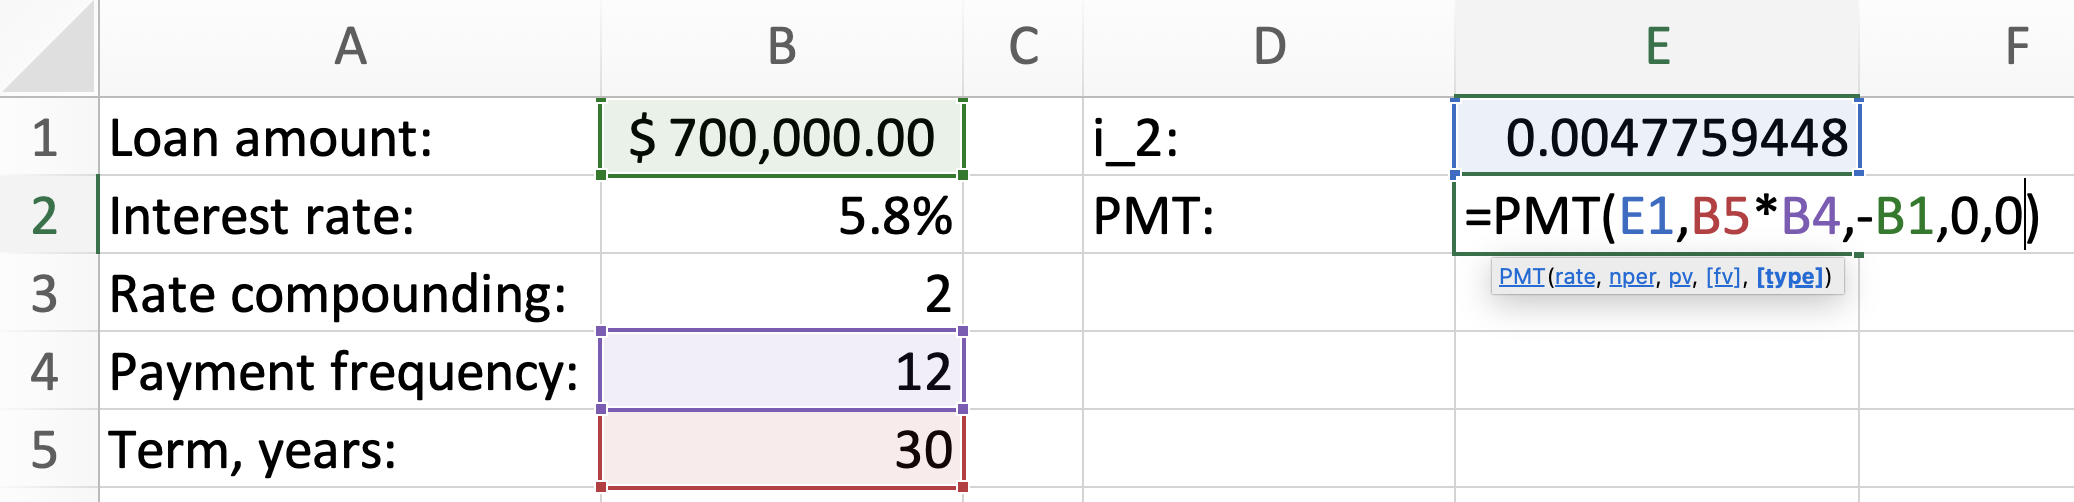 A B C D E F
1 Loan amount: $ 700,000.00 i_2: 0.0047759448
2 Interest rate: 5.8% PMT: =PMT(E1,B5*B4,-B1,0,0)
PMT(rate, nper, pv, [fv], [type])
3 Rate compounding: 2
4 Payment frequency: 12
5 Term, years: 30